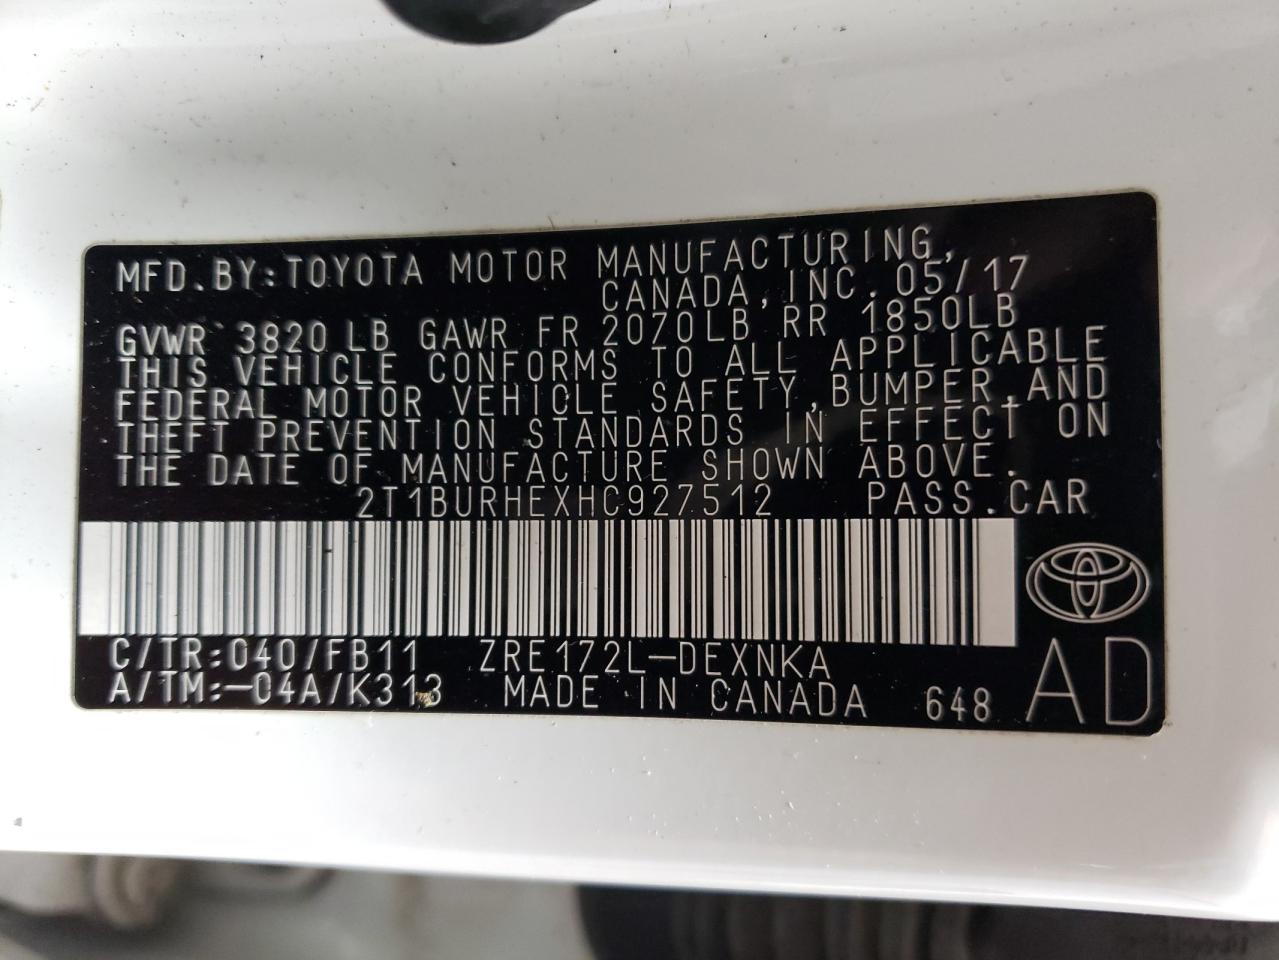 MFD.BY:TOYOTA MOTOR MANUFACTURING,
CANADA,INC.05/17
GVWR 3820LB GAWR FR 2070LB RR 1850LB
THIS VEHICLE CONFORMS TO ALL APPLICABLE
FEDERAL MOTOR VEHICLE SAFETY,BUMPER,AND
THEFT PREVENTION STANDARDS IN EFFECT ON
THE DATE OF MANUFACTURE SHOWN ABOVE.
2T1BURHEXHC927512 PASS.CAR
C/TR:040/FB11 ZRE172L-DEXNKA
A/TM:-04A/K313 MADE IN CANADA 648
AD